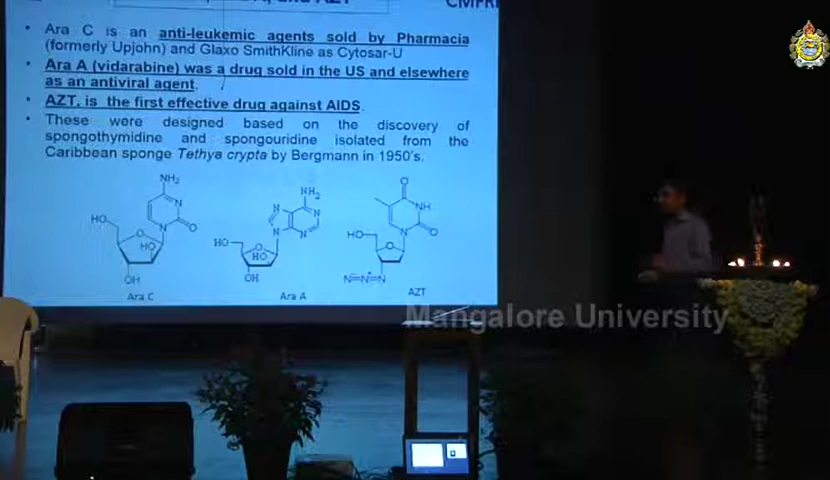 and AZT
CMFRI
• Ara C is an anti-leukemic agents sold by Pharmacia
(formerly Upjohn) and Glaxo SmithKline as Cytosar-U
• Ara A (vidarabine) was a drug sold in the US and elsewhere
as an antiviral agent.
• AZT, is the first effective drug against AIDS.
• These were designed based on the discovery of
spongothymidine and spongouridine isolated from the
Caribbean sponge Tethya crypta by Bergmann in 1950's.
NH2
N
N
O
HO
O
HO
OH
Ara C
NH2
N
N
N
N
HO
O
HO
OH
Ara A
O
NH
N
O
HO
O
N=N=N
+
-
AZT
Mangalore University